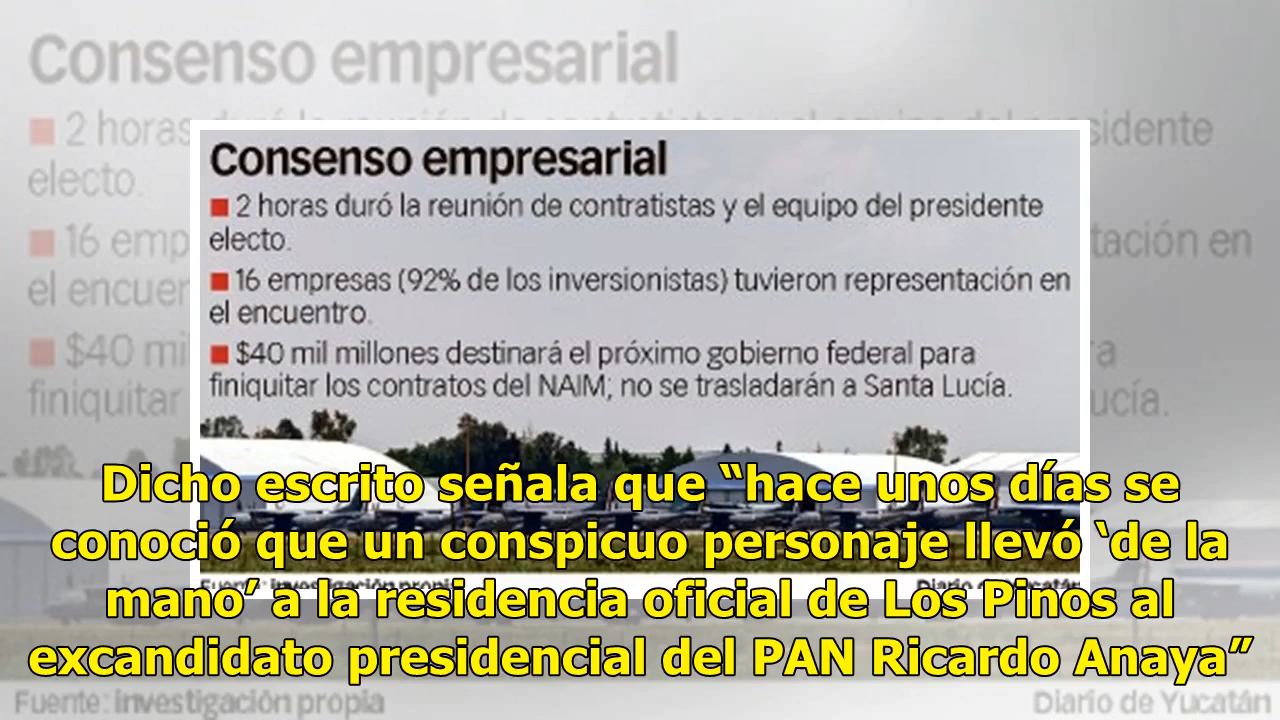 Consenso empresarial
■ 2 horas duró la reunión de contratistas y el equipo del presidente
electo.
■ 16 empresas (92% de los inversionistas) tuvieron representación en
el encuentro.
■ $40 mil millones destinará el próximo gobierno federal para
finiquitar los contratos del NAIM; no se trasladarán a Santa Lucía.
Dicho escrito señala que “hace unos días se
conoció que un conspicuo personaje llevó ‘de la
mano’ a la residencia oficial de Los Pinos al
excandidato presidencial del PAN Ricardo Anaya”
Fuente: investigación propia
Diario de Yucatán